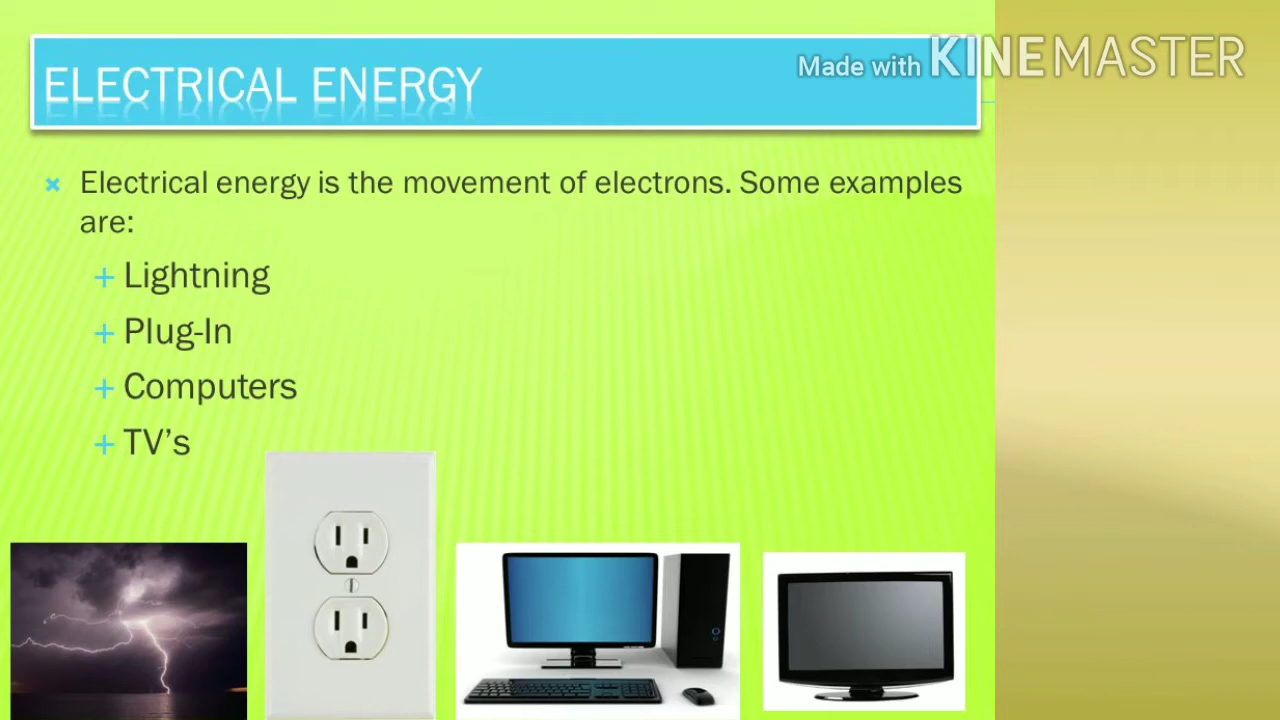 Made with KINEMASTER
ELECTRICAL ENERGY
Electrical energy is the movement of electrons. Some examples
are:
Lightning
Plug-In
Computers
TV’s